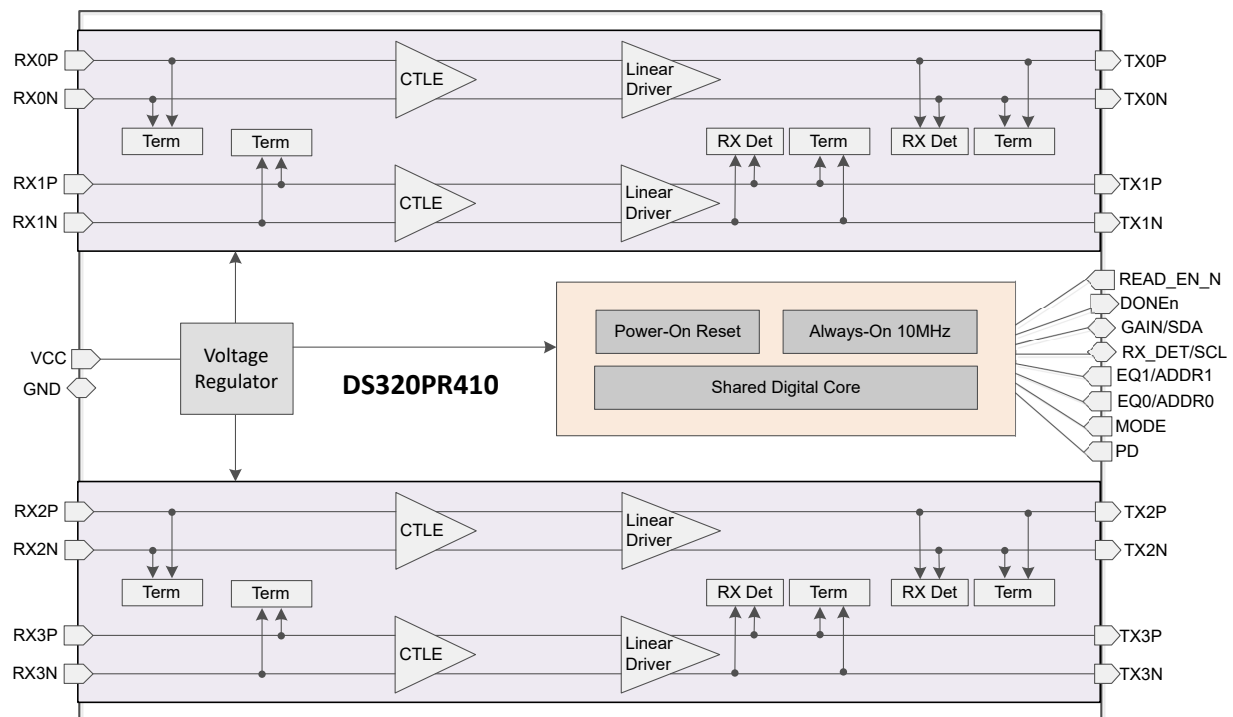 RX0P
CTLE
Linear
Driver
TX0P
RX0N
TX0N
Term
Term
RX Det
Term
RX Det
Term
RX1P
CTLE
Linear
Driver
TX1P
RX1N
TX1N
READ_EN_N
DONEn
Power-On Reset
Always-On 10MHz
GAIN/SDA
VCC
Voltage
Regulator
RX_DET/SCL
GND
DS320PR410
Shared Digital Core
EQ1/ADDR1
EQ0/ADDR0
MODE
PD
RX2P
CTLE
Linear
Driver
TX2P
RX2N
TX2N
Term
Term
RX Det
Term
RX Det
Term
RX3P
CTLE
Linear
Driver
TX3P
RX3N
TX3N